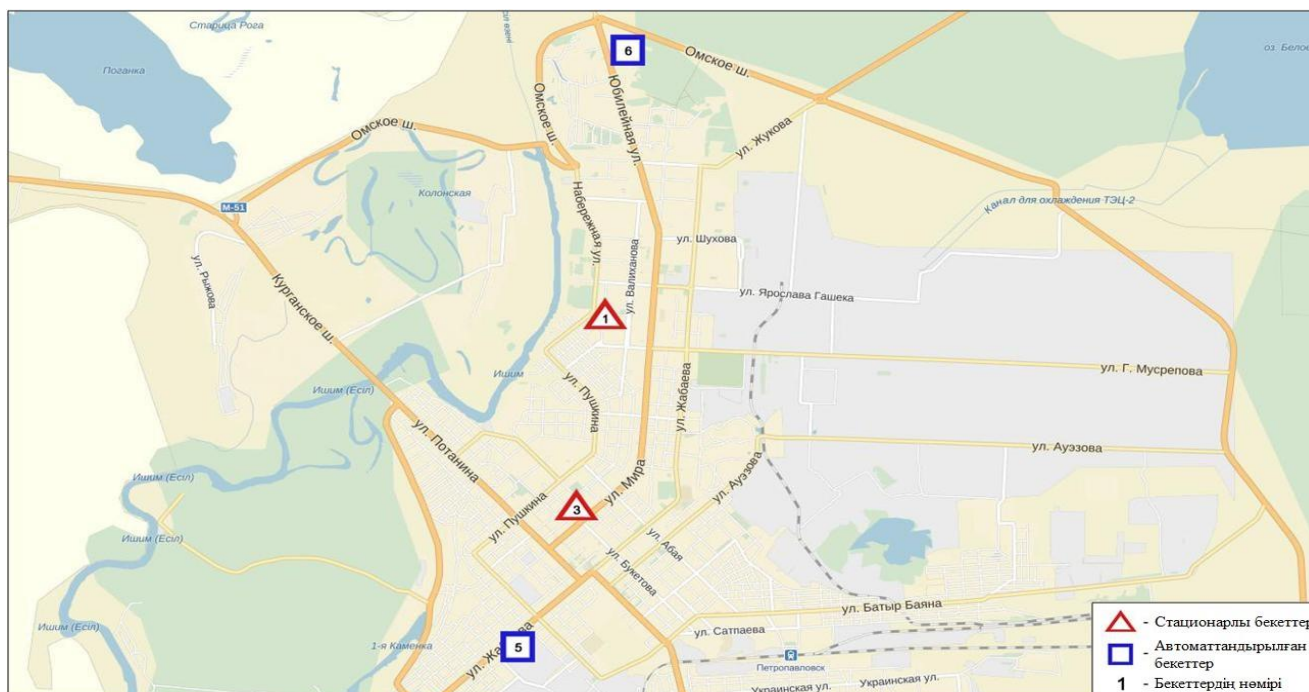 Старица Рога
Поганка
6
Омское ш.
оз. Белое
Юбилейная ул.
Омское ш.
Омское ш.
ул. Жукова
М-51
Колонская
Набережная ул.
Канал для охлаждения ТЭЦ-2
ул. Рыжова
ул. Валиханова
ул. Шухова
Курганское ш.
ул. Ярослава Гашека
1
ул. Г. Мусрепова
Ишим (Есіл)
Ишим
ул. Пушкина
ул. Жабаева
ул. Потанина
ул. Ауэзова
ул. Мира
ул. Ауэзова
Ишим (Есіл)
3
ул. Пушкина
ул. Абая
Ишим (Есіл)
ул. Букетова
ул. Батыр Баяна
Ишим (Есіл)
1-я Каменка
ул. Сатпаева
5
Петропавловск
Украинская ул.
Украинская ул.
- Стационарлы бекеттер
- Автоматтандырылған
бекеттер
1 - Бекеттердің нөмірі